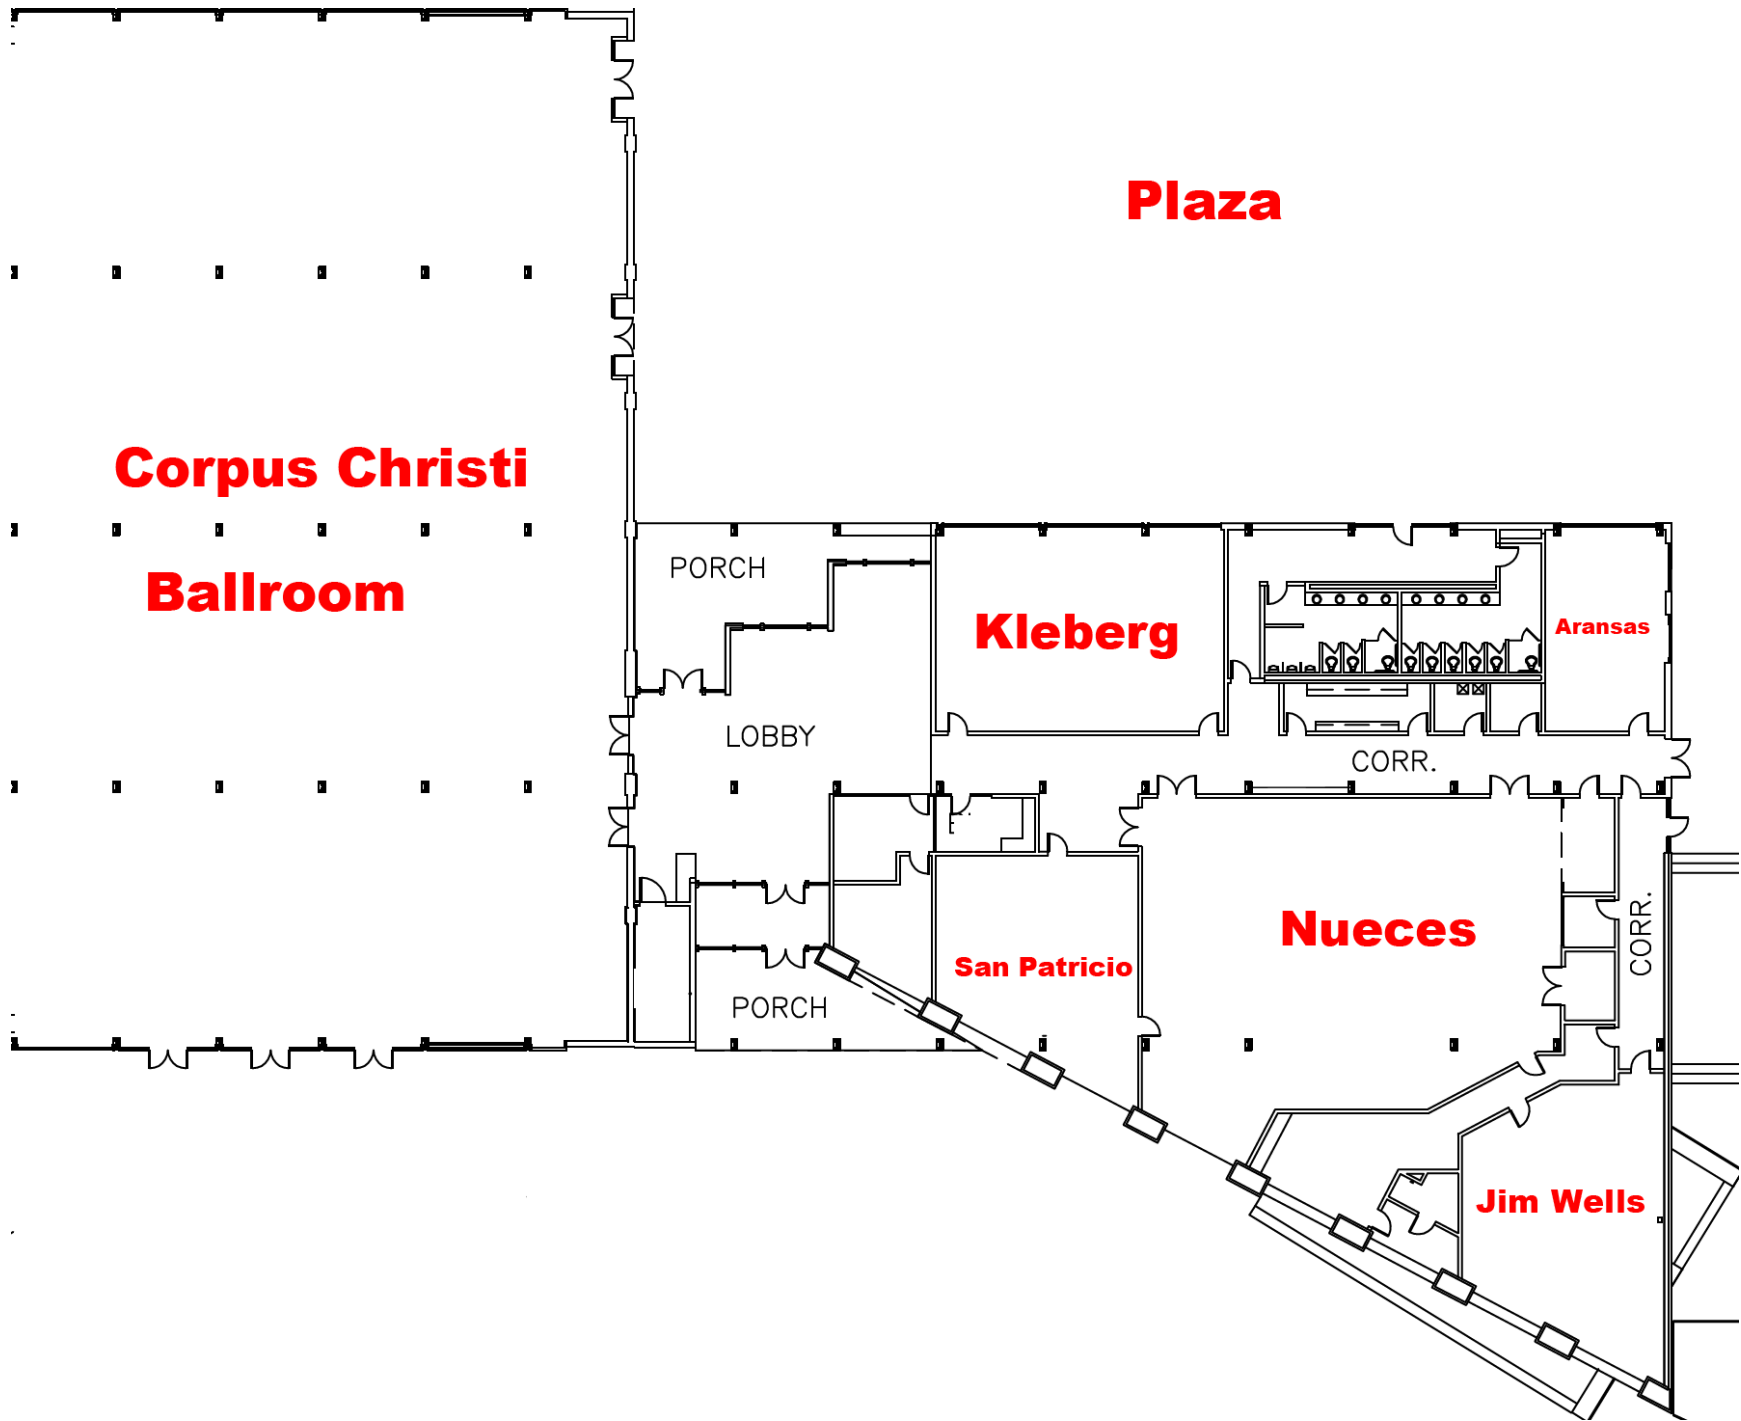 Plaza
Corpus Christi
Ballroom
PORCH
Kleberg
Aransas
LOBBY
CORR.
Nueces
CORR.
San Patricio
PORCH
Jim Wells